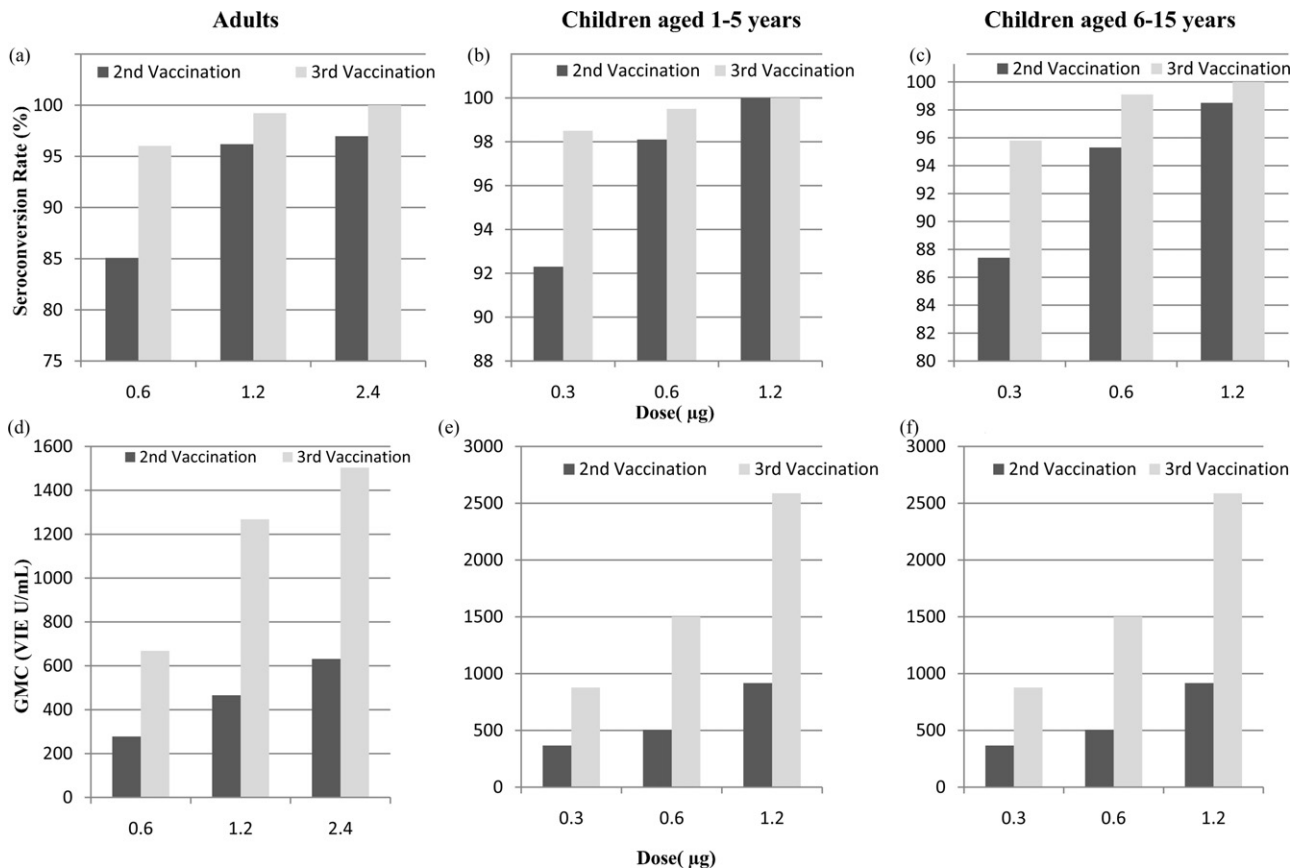 Adults
Children aged 1-5 years
Children aged 6-15 years
(a)
(b)
(c)
2nd Vaccination 3rd Vaccination
2nd Vaccination 3rd Vaccination
2nd Vaccination 3rd Vaccination
Seroconversion Rate (%)
100
95
90
85
80
75
0.6 1.2 2.4
100
98
96
94
92
90
88
0.3 0.6 1.2
100
98
96
94
92
90
88
86
84
82
80
0.3 0.6 1.2
Dose( µg)
(d)
(e)
(f)
2nd Vaccination 3rd Vaccination
2nd Vaccination 3rd Vaccination
2nd Vaccination 3rd Vaccination
GMC (VIE U/mL)
1600
1400
1200
1000
800
600
400
200
0
0.6 1.2 2.4
3000
2500
2000
1500
1000
500
0
0.3 0.6 1.2
3000
2500
2000
1500
1000
500
0
0.3 0.6 1.2
Dose( µg)